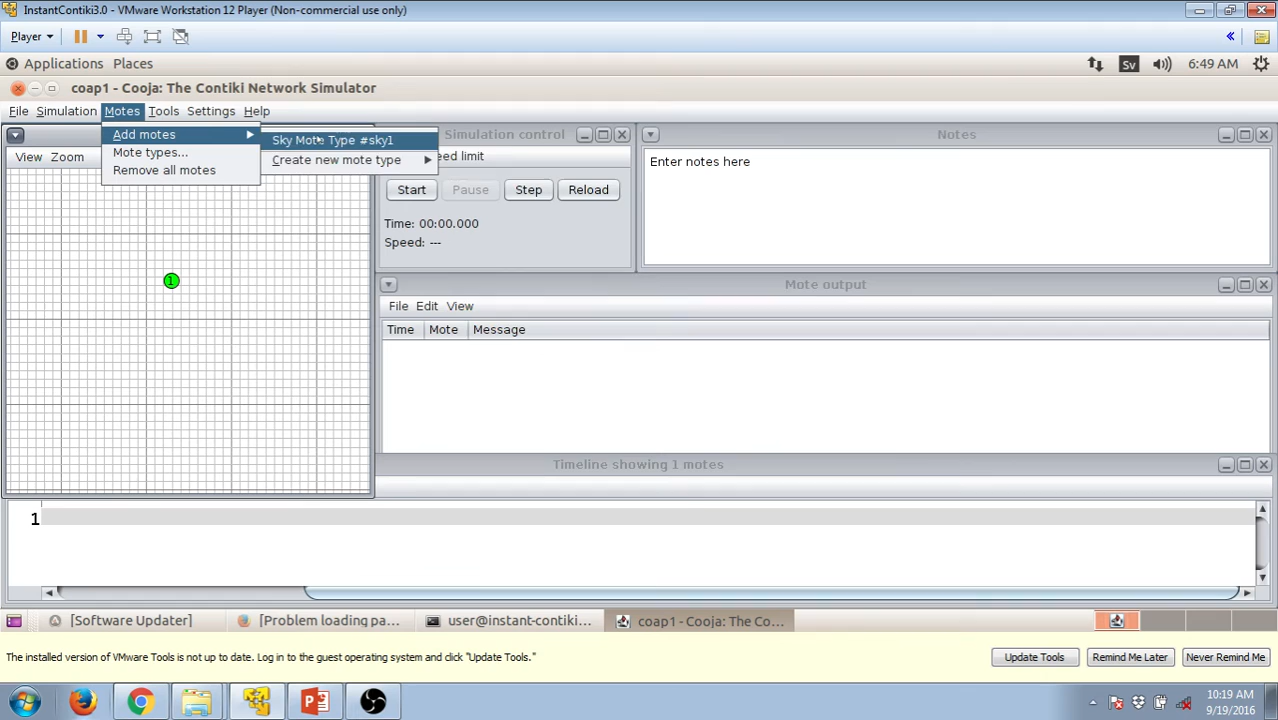 InstantContiki3.0 - VMware Workstation 12 Player (Non-commercial use only)
Player
Applications Places
Sv
6:49 AM
coap1 - Cooja: The Contiki Network Simulator
File Simulation Motes Tools Settings Help
Add motes
Mote types...
Remove all motes
Sky Mote Type #sky1
Create new mote type
View Zoom
1
Simulation control
eed limit
Start Pause Step Reload
Time: 00:00.000
Speed: ---
Notes
Enter notes here
Mote output
File Edit View
Time Mote Message
Timeline showing 1 motes
1
[Software Updater] [Problem loading pa... user@instant-contiki... coap1 - Cooja: The Co...
The installed version of VMware Tools is not up to date. Log in to the guest operating system and click "Update Tools."
Update Tools Remind Me Later Never Remind Me
10:19 AM
9/19/2016